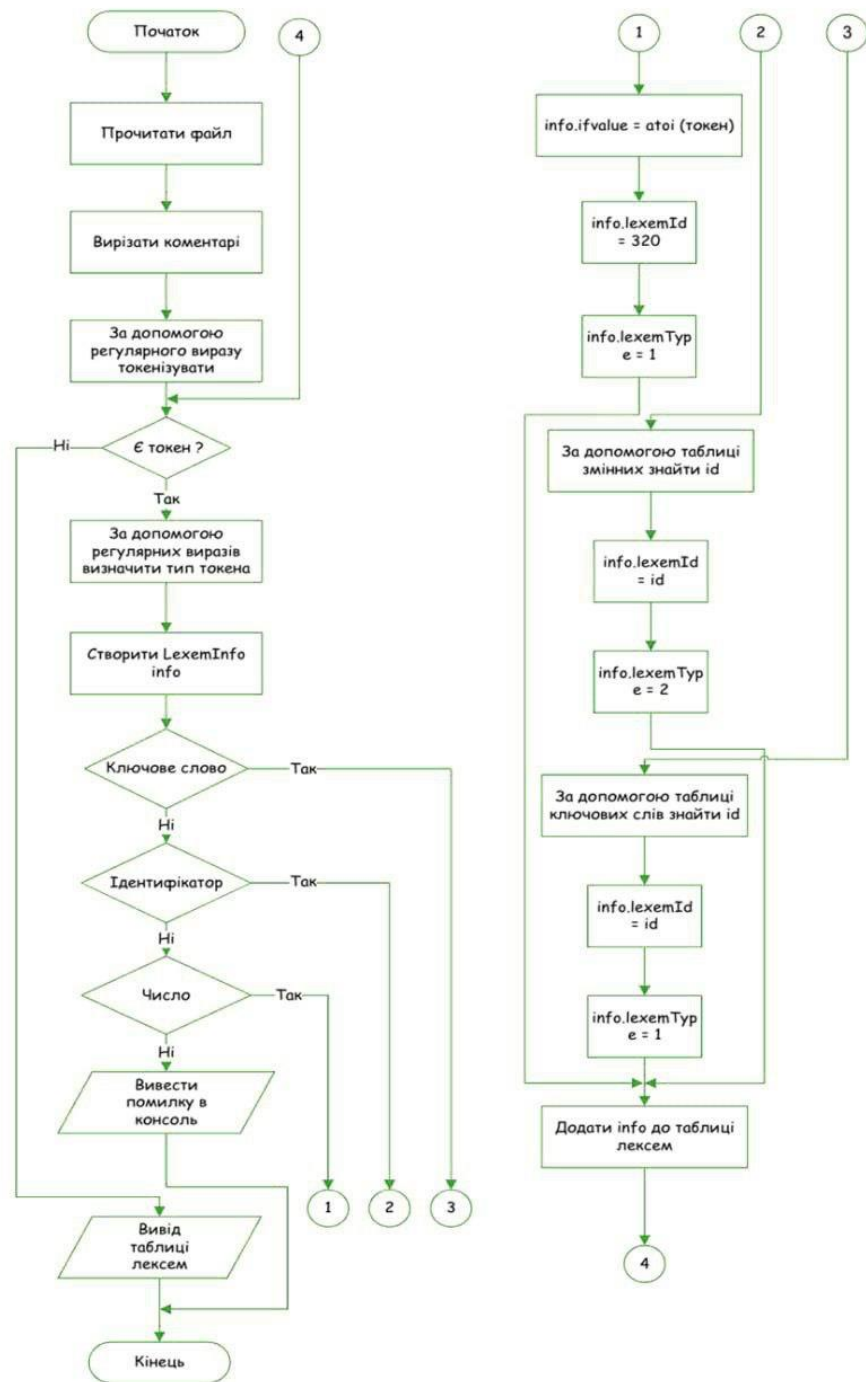 Початок
4
Прочитати файл
Вирізати коментарі
За допомогою
регулярного виразу
токенізувати
Є токен ?
Ні
Так
За допомогою
регулярних виразів
визначити тип токена
Створити LexemInfo
info
Ключове слово
Так
Ні
Ідентифікатор
Так
Ні
Число
Так
Ні
Вивести
помилку в
консоль
1
2
3
Вивід
таблиці
лексем
Кінець
1
2
3
info.ifvalue = atoi (токен)
info.lexemId
= 320
info.lexemTyp
e = 1
За допомогою таблиці
змінних знайти id
info.lexemId
= id
info.lexemTyp
e = 2
За допомогою таблиці
ключових слів знайти id
info.lexemId
= id
info.lexemTyp
e = 1
Додати info до таблиці
лексем
4